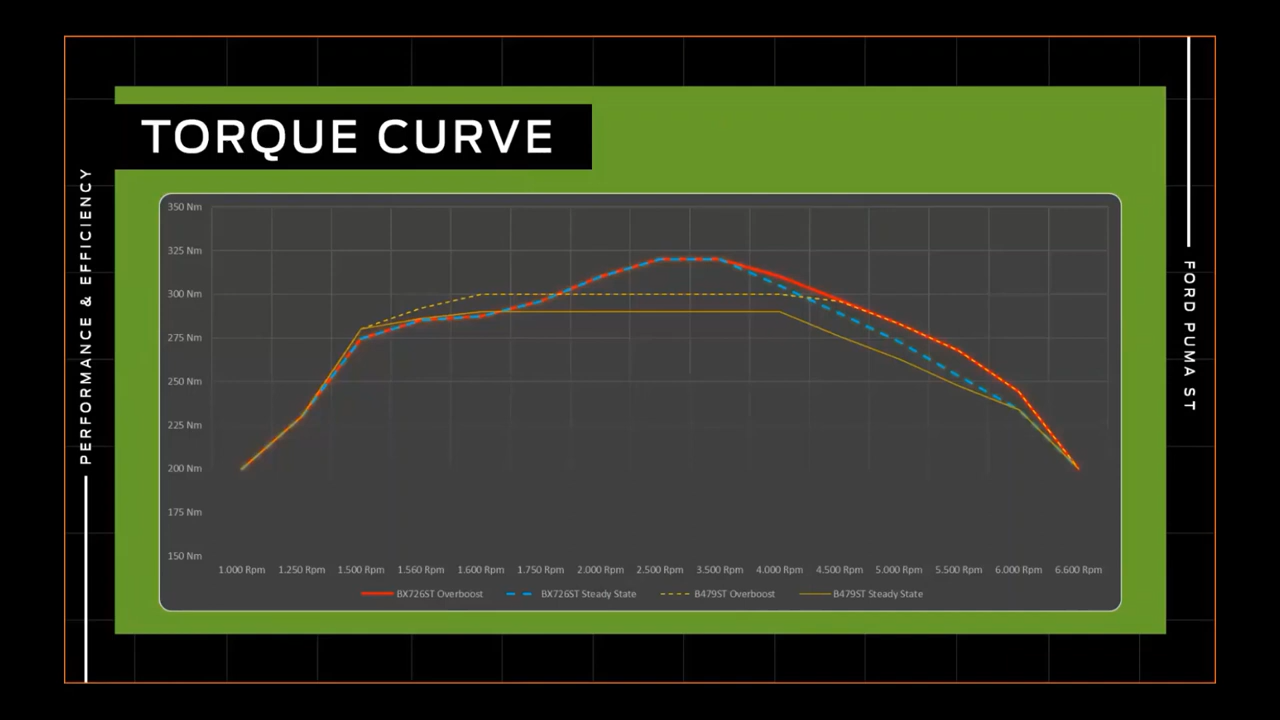 TORQUE CURVE
PERFORMANCE & EFFICIENCY
FORD PUMA ST
350 Nm
325 Nm
300 Nm
275 Nm
250 Nm
225 Nm
200 Nm
175 Nm
150 Nm
1.000 Rpm 1.250 Rpm 1.500 Rpm 1.560 Rpm 1.600 Rpm 1.750 Rpm 2.000 Rpm 2.500 Rpm 3.500 Rpm 4.000 Rpm 4.500 Rpm 5.000 Rpm 5.500 Rpm 6.000 Rpm 6.600 Rpm
BX726ST Overboost BX726ST Steady State B479ST Overboost B479ST Steady State